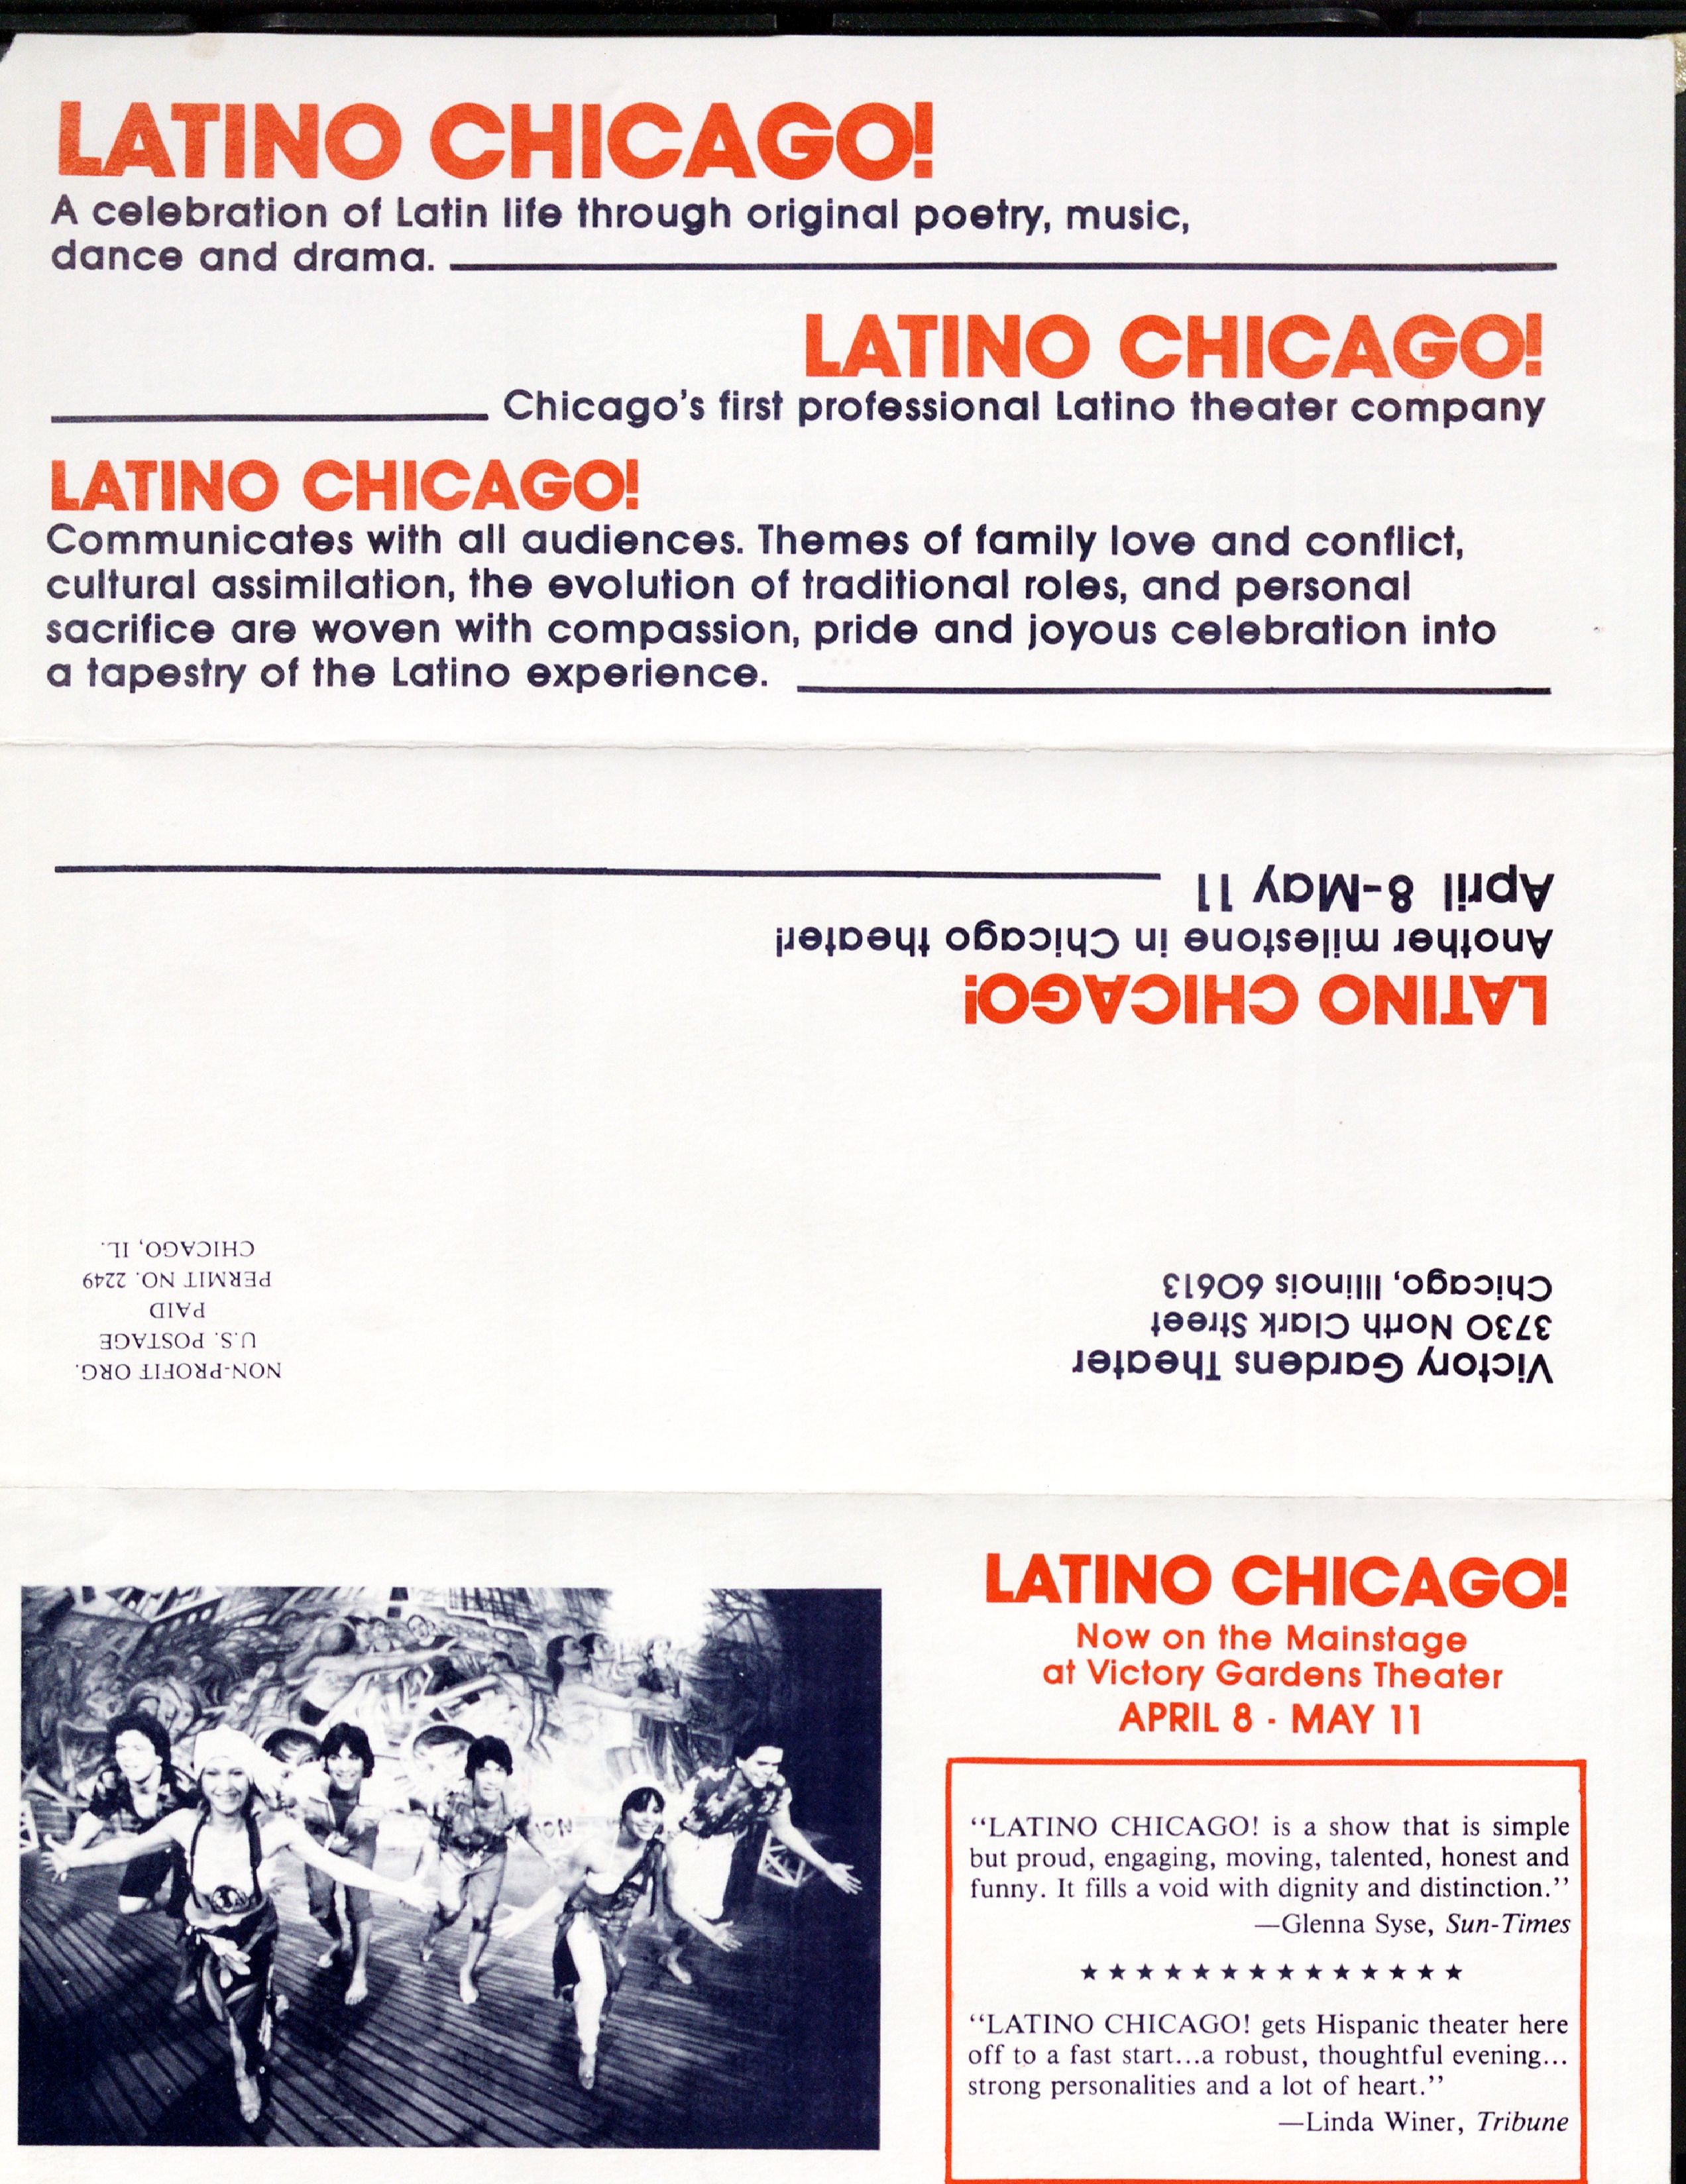 LATINO CHICAGO!
A celebration of Latin life through original poetry, music,
dance and drama.
LATINO CHICAGO!
Chicago's first professional Latino theater company
LATINO CHICAGO!
Communicates with all audiences. Themes of family love and conflict,
cultural assimilation, the evolution of traditional roles, and personal
sacrifice are woven with compassion, pride and joyous celebration into
a tapestry of the Latino experience.
Victory Gardens Theater
3730 North Clark Street
Chicago, Illinois 60613
NON-PROFIT ORG.
U.S. POSTAGE
PAID
PERMIT NO. 2249
CHICAGO, IL.
LATINO CHICAGO!
Another milestone in Chicago theater!
April 8-May 11
LATINO CHICAGO!
Now on the Mainstage
at Victory Gardens Theater
APRIL 8 - MAY 11
“LATINO CHICAGO! is a show that is simple
but proud, engaging, moving, talented, honest and
funny. It fills a void with dignity and distinction.’’
—Glenna Syse, Sun-Times
★★★★★★★★★★★★★★
“LATINO CHICAGO! gets Hispanic theater here
off to a fast start...a robust, thoughtful evening...
strong personalities and a lot of heart.’’
—Linda Winer, Tribune